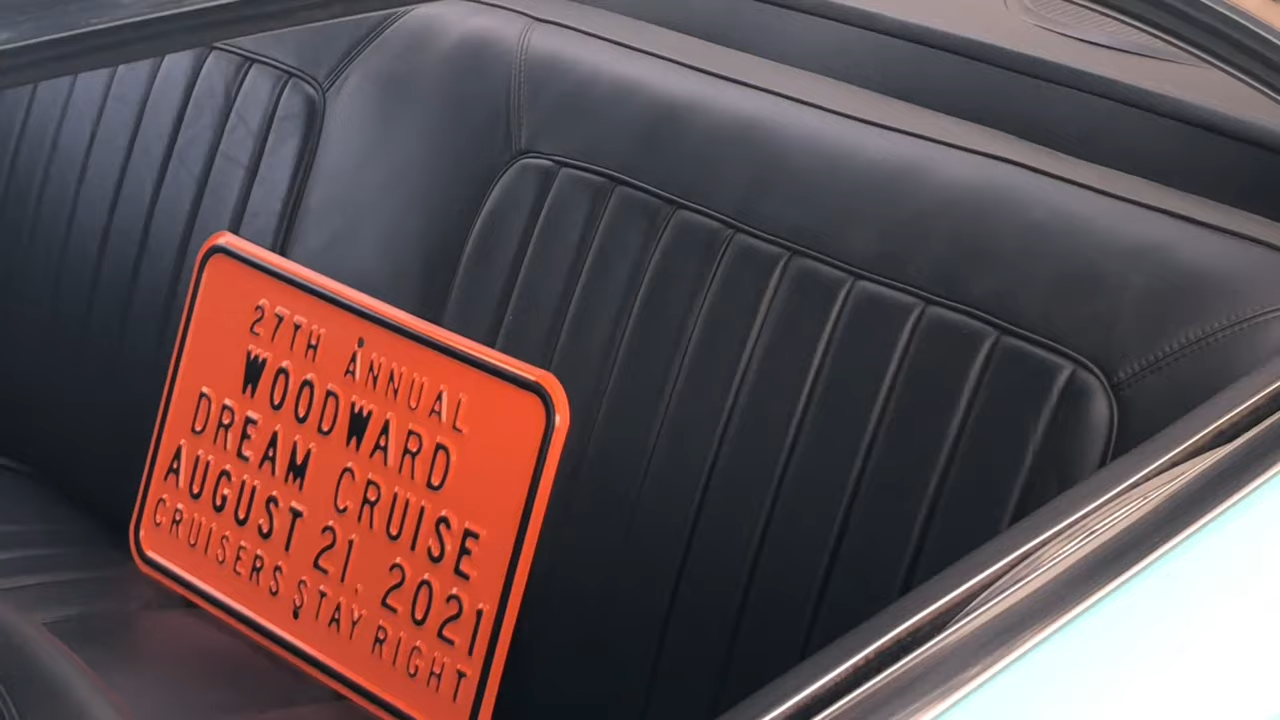 27TH ANNUAL
WOODWARD
DREAM CRUISE
AUGUST 21, 2021
CRUISERS STAY RIGHT